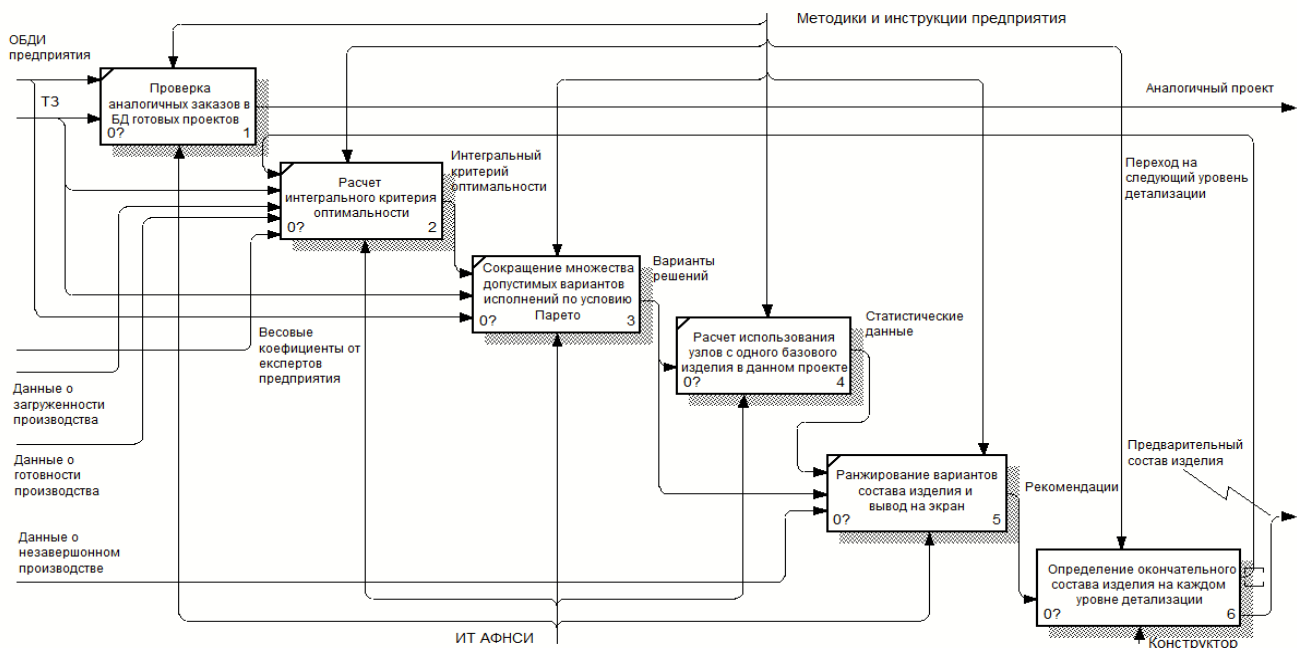 Методики и инструкции предприятия
ОБДИ
предприятия
ТЗ
Проверка
аналогичных заказов в
БД готовых проектов
0? 1
Аналогичный проект
Интегральный
критерий
оптимальности
Переход на
следующий уровень
детализации
Расчет
интегрального критерия
оптимальности
0? 2
Сокращение множества
допустимых вариантов
исполнений по условию
Парето
0? 3
Варианты
решений
Статистические
данные
Весовые
коефициенты от
експертов
предприятия
Расчет использования
узлов с одного базового
изделия в данном проекте
0? 4
Данные о
загруженности
производства
Данные о
готовности
производства
Предварительный
состав изделия
Ранжирование вариантов
состава изделия и
вывод на экран
0? 5
Рекомендации
Данные о
незавершонном
производстве
Определение окончательного
состава изделия на каждом
уровне детализации
0? 6
ИТ АФНСИ
Конструктор